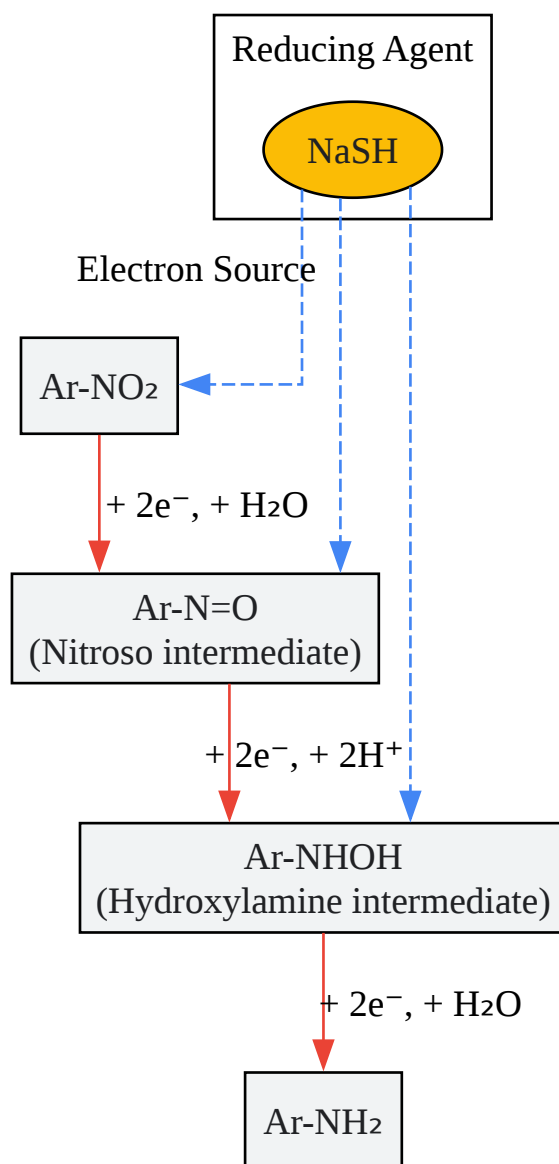 Reducing Agent
NaSH
Electron Source
Ar-NO₂
+ 2e⁻, + H₂O
Ar-N=O
(Nitroso intermediate)
+ 2e⁻, + 2H⁺
Ar-NHOH
(Hydroxylamine intermediate)
+ 2e⁻, + H₂O
Ar-NH₂